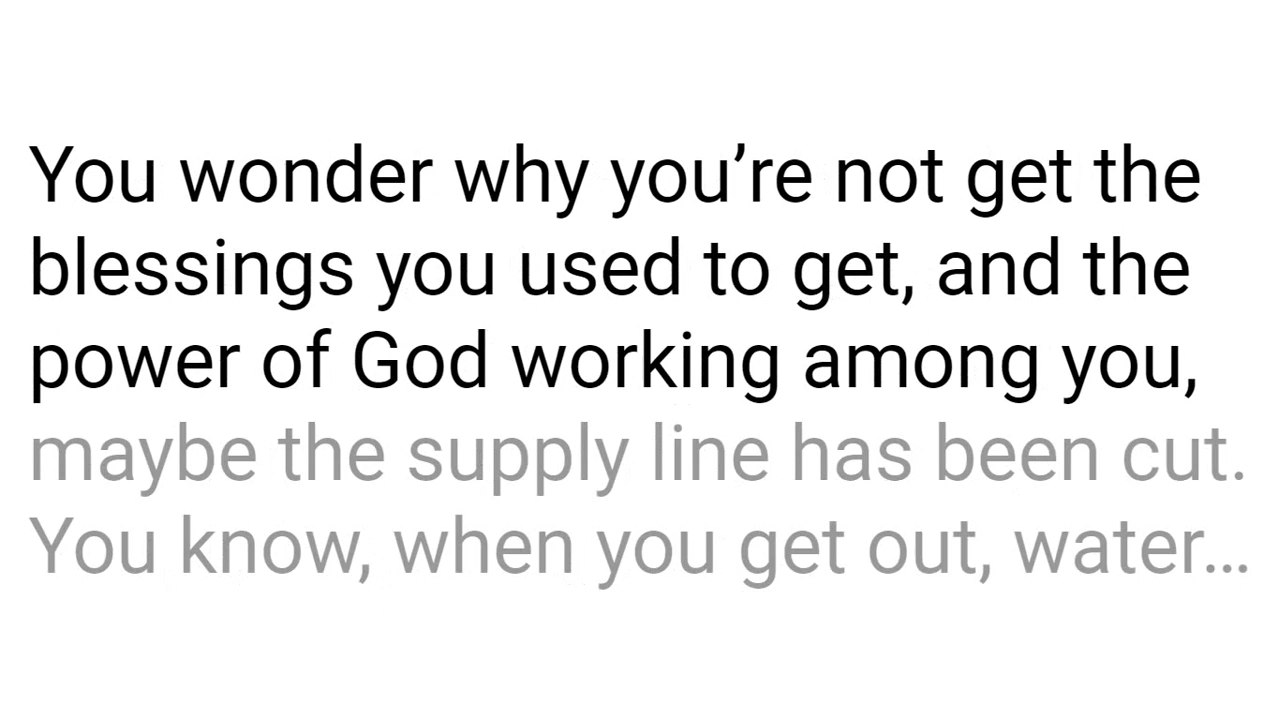 You wonder why you’re not get the
blessings you used to get, and the
power of God working among you,
maybe the supply line has been cut.
You know, when you get out, water…